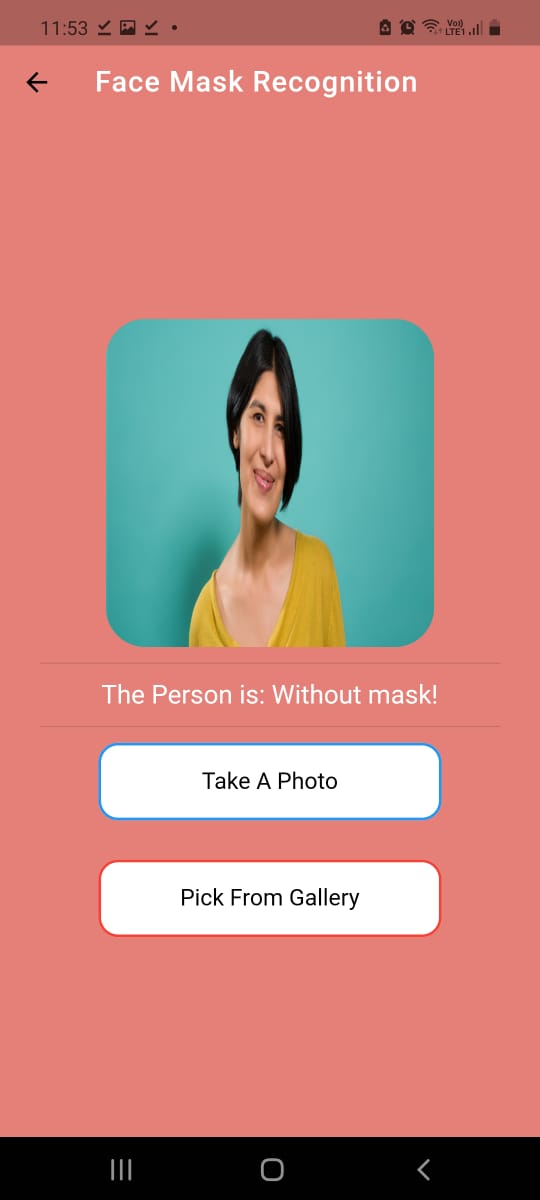 11:53
Vo))
LTE1
Face Mask Recognition
The Person is: Without mask!
Take A Photo
Pick From Gallery